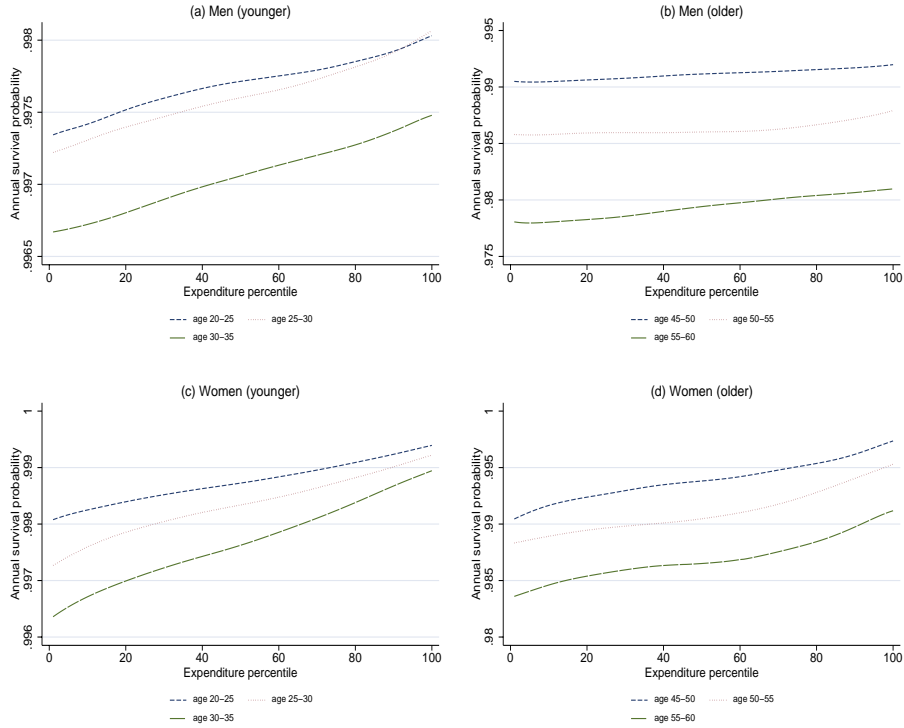 (a) Men (younger)
Annual survival probability
.998
.9975
.997
.9965
0 20 40 60 80 100
Expenditure percentile
age 20–25 age 25–30
age 30–35
(b) Men (older)
Annual survival probability
.995
.99
.985
.98
.975
0 20 40 60 80 100
Expenditure percentile
age 45–50 age 50–55
age 55–60
(c) Women (younger)
Annual survival probability
1
.999
.998
.997
.996
0 20 40 60 80 100
Expenditure percentile
age 20–25 age 25–30
age 30–35
(d) Women (older)
Annual survival probability
1
.995
.99
.985
.98
0 20 40 60 80 100
Expenditure percentile
age 45–50 age 50–55
age 55–60